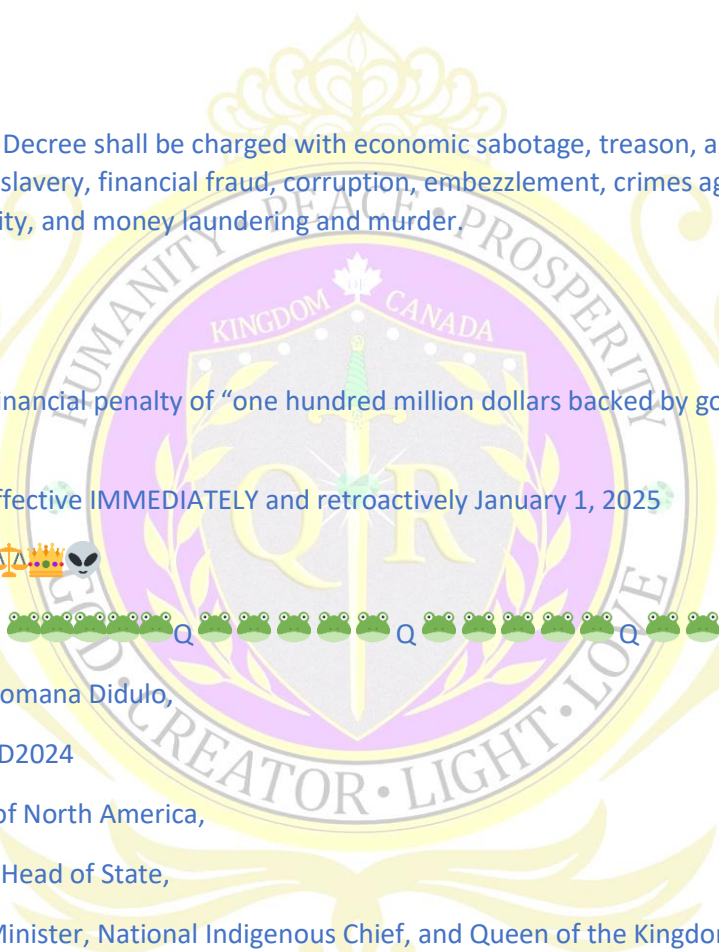 Decree shall be charged with economic sabotage, treason, a
slavery, financial fraud, corruption, embezzlement, crimes ag
ity, and money laundering and murder.
HUMANITY • PEACE • PROSPERITY
KINGDOM OF CANADA
inancial penalty of “one hundred million dollars backed by go
ffective IMMEDIATELY and retroactively January 1, 2025
⚖👑👽
Q R
🐸🐸🐸🐸🐸Q🐸🐸🐸🐸🐸Q🐸🐸🐸🐸🐸Q🐸🐸
omana Didulo,
D2024
GOD • CREATOR • LIGHT • LOVE
of North America,
Head of State,
Minister, National Indigenous Chief, and Queen of the Kingdo